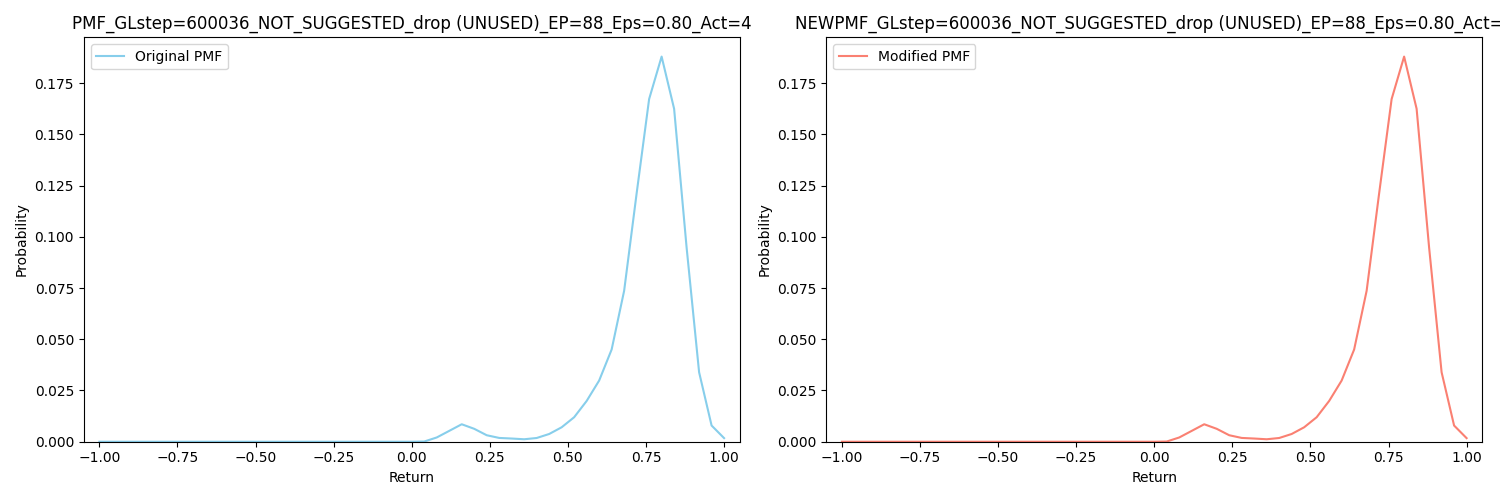 PMF_GLstep=600036_NOT_SUGGESTED_drop (UNUSED)_EP=88_Eps=0.80_Act=4
Original PMF
0.175
0.150
0.125
0.100
0.075
0.050
0.025
0.000
Probability
−1.00 −0.75 −0.50 −0.25 0.00 0.25 0.50 0.75 1.00
Return
NEWPMF_GLstep=600036_NOT_SUGGESTED_drop (UNUSED)_EP=88_Eps=0.80_Act=
Modified PMF
0.175
0.150
0.125
0.100
0.075
0.050
0.025
0.000
Probability
−1.00 −0.75 −0.50 −0.25 0.00 0.25 0.50 0.75 1.00
Return